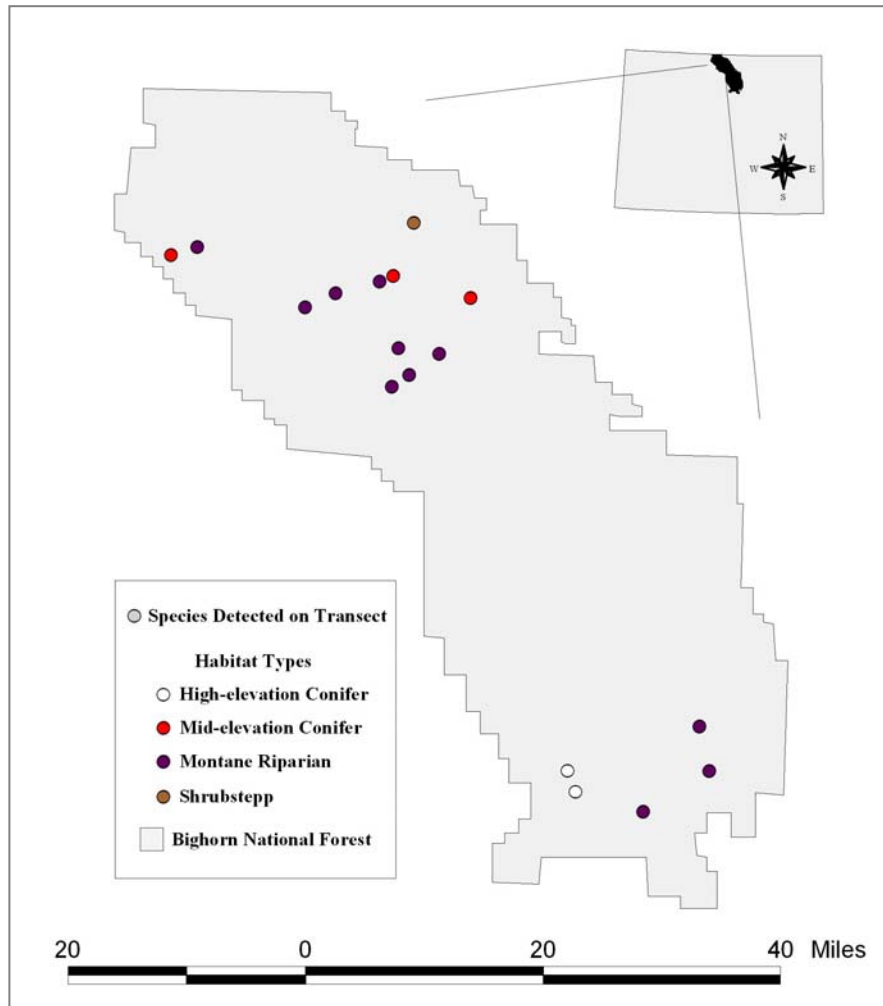 N
W E
S
Species Detected on Transect
Habitat Types
High-elevation Conifer
Mid-elevation Conifer
Montane Riparian
Shrubstepp
Bighorn National Forest
20 0 20 40 Miles